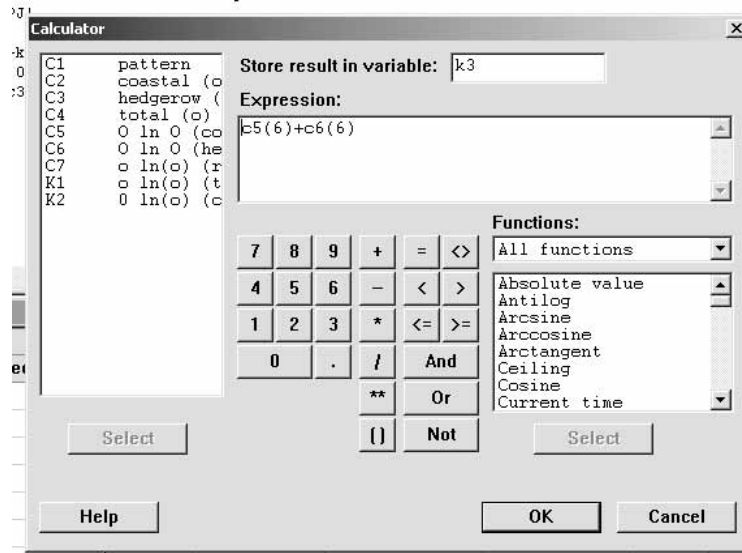 Calculator
x
C1 pattern
C2 coastal (o
C3 hedgerow (
C4 total (o)
C5 O ln O (co
C6 O ln O (he
C7 o ln(o) (r
K1 o ln(o) (t
K2 0 ln(o) (c
Store result in variable: k3
Expression:
c5(6)+c6(6)
Functions:
All functions
7 8 9 + = <>
4 5 6 - < >
1 2 3 * <= >=
0 . / And
** Or
() Not
Absolute value
Antilog
Arcsine
Arccosine
Arctangent
Ceiling
Cosine
Current time
Select
Select
Help
OK
Cancel